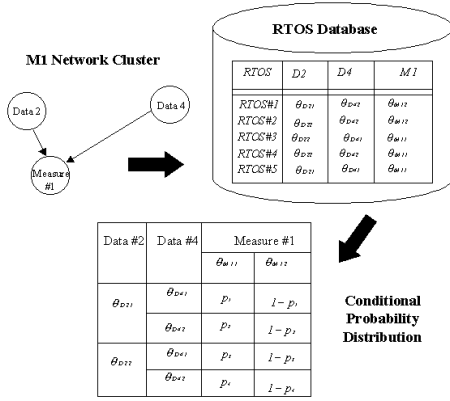 RTOS Database
M1 Network Cluster
RTOS D2 D4 M1
RTOS#1 θD21 θD42 θM12
RTOS#2 θD22 θD42 θM12
RTOS#3 θD22 θD41 θM11
RTOS#4 θD22 θD42 θM11
RTOS#5 θD21 θD41 θM11
Data 2
Data 4
Measure
#1
Data #2 Data #4 Measure #1
θM11 θM12
θD21 θD41 p1 1 - p1
θD42 p2 1 - p2
θD22 θD41 1 - 
θD42 p4 1 - p4
Conditional
Probability
Distribution